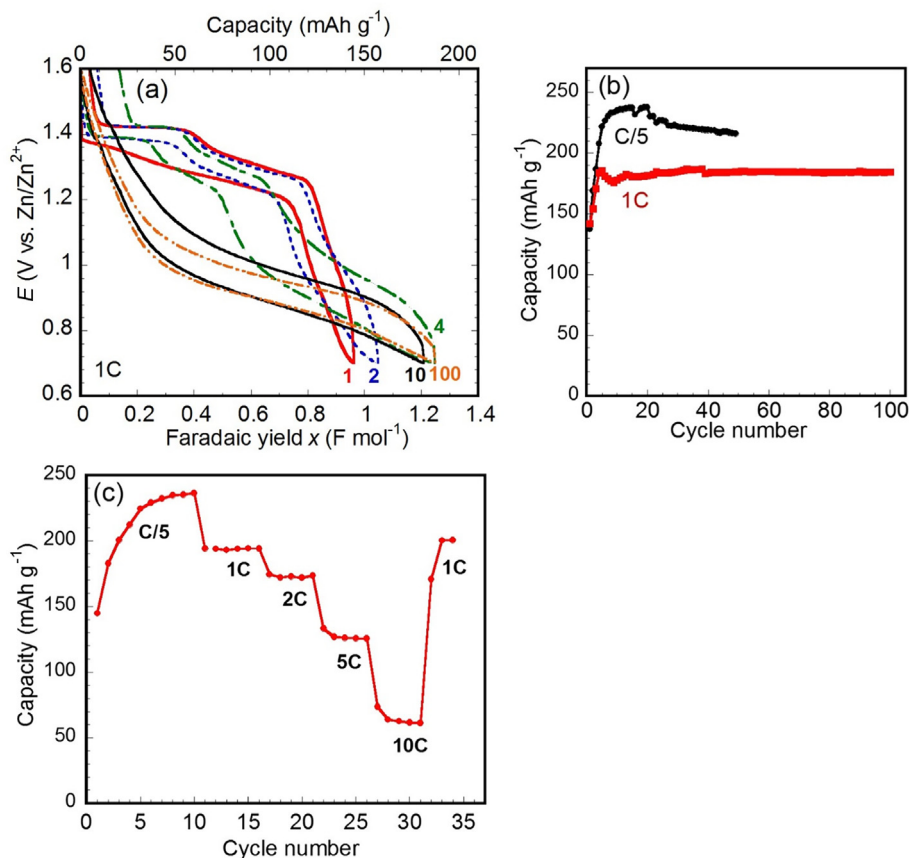 Capacity (mAh g⁻¹)
0 50 100 150 200
(a)
E (V vs. Zn/Zn²⁺)
1.6
1.4
1.2
1
0.8
0.6
4
1C
1 2 10 100
0 0.2 0.4 0.6 0.8 1 1.2 1.4
Faradaic yield x (F mol⁻¹)
(b)
Capacity (mAh g⁻¹)
250
200
150
100
50
0
C/5
1C
0 20 40 60 80 100
Cycle number
(c)
Capacity (mAh g⁻¹)
250
200
150
100
50
0
C/5
1C
2C
5C
10C
1C
0 5 10 15 20 25 30 35
Cycle number